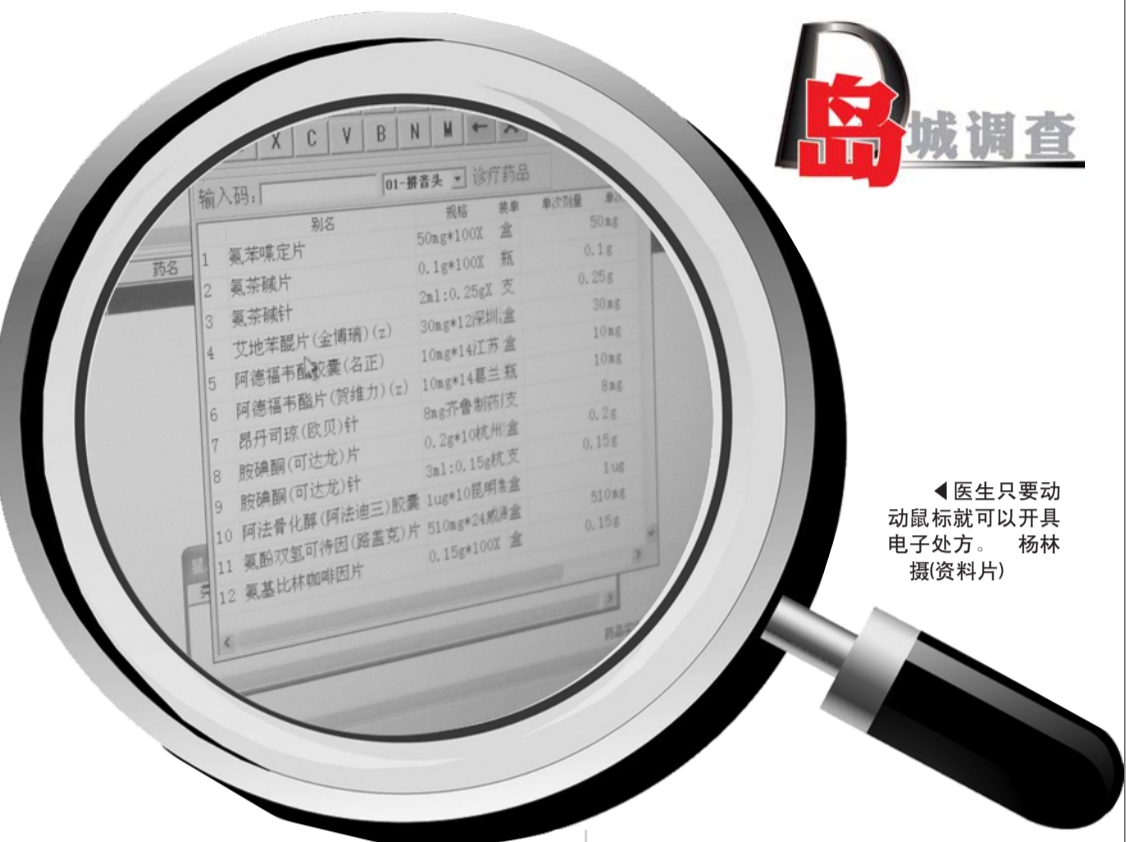 岛城调查
X C V B N M ←
输入码: 01-拼音头 诊疗药品
别名 规格 装单 单次剂量 单次
药名
1 氨苯喋定片 50mg*100X 盒 50mg
2 氨茶碱片 0.1g*100X 瓶 0.1g
3 氨茶碱针 2ml:0.25gX 支 0.25g
4 艾地苯醌片(金博瑞)(z) 30mg*12深圳;盒 30mg
5 阿德福韦酯胶囊(名正) 10mg*14江苏 盒 10mg
6 阿德福韦酯片(贺维力)(z) 10mg*14葛兰 瓶 10mg
7 昂丹司琼(欧贝)针 8mg齐鲁制药/支 8mg
8 胺碘酮(可达龙)片 0.2g*10杭州 盒 0.2g
9 胺碘酮(可达龙)针 3ml:0.15g杭 支 0.15g
10 阿法骨化醇(阿法迪三)胶囊 1ug*10昆明 盒 1ug
11 氨酚双氢可待因(路盖克)片 510mg*24 盒 510mg
12 氨基比林咖啡因片 0.15g*100X 盒 0.15g
◀医生只要动
动鼠标就可以开具
电子处方。 杨林
摄(资料片)